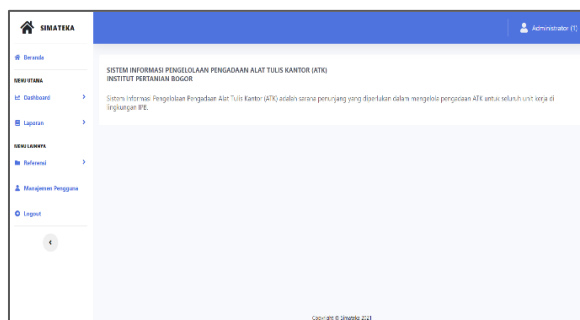 SIMATEKA
Administrator (1)
Beranda
MENU UTAMA
Dashboard
Laporan
MENU LAINNYA
Referensi
Manajemen Pengguna
Logout
SISTEM INFORMASI PENGELOLAAN PENGADAAN ALAT TULIS KANTOR (ATK)
INSTITUT PERTANIAN BOGOR
Sistem Informasi Pengelolaan Pengadaan Alat Tulis Kantor (ATK) adalah sarana penunjang yang diperlukan dalam mengelola pengadaan ATK untuk seluruh unit kerja di
lingkungan IPB.
Copyright © Simateka 2021